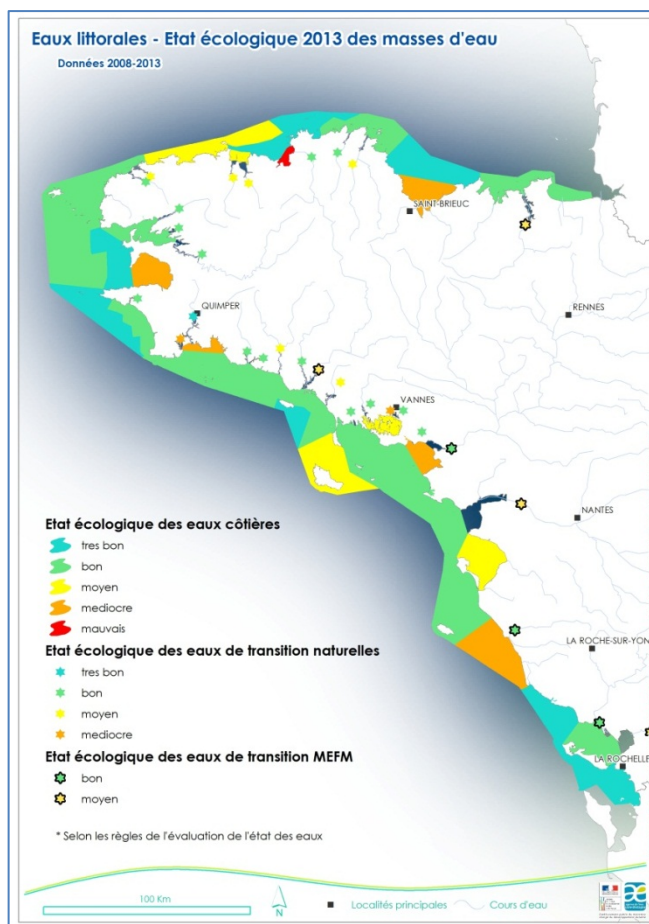 Eaux littorales - Etat écologique 2013 des masses d'eau
Données 2008-2013
SAINT-BRIEUC
RENNES
QUIMPER
VANNES
NANTES
LA ROCHE-SUR-YON
LA ROCHELLE
Etat écologique des eaux côtières
tres bon
bon
moyen
mediocre
mauvais
Etat écologique des eaux de transition naturelles
tres bon
bon
moyen
mediocre
Etat écologique des eaux de transition MEFM
bon
moyen
* Selon les règles de l'évaluation de l'état des eaux
100 Km
N
Localités principales
Cours d'eau